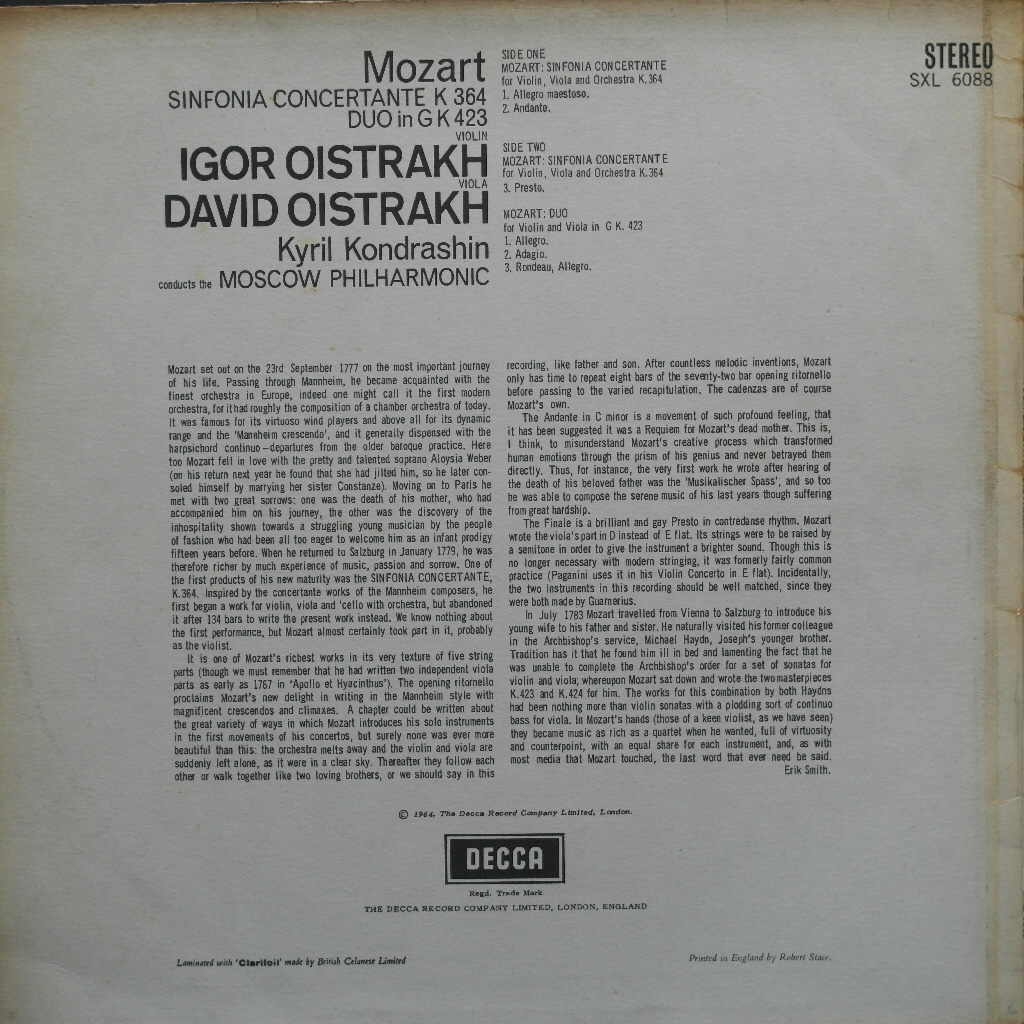 Mozart
SINFONIA CONCERTANTE K 364
DUO in G K 423
VIOLIN
IGOR OISTRAKH
VIOLA
DAVID OISTRAKH
Kyril Kondrashin
conducts the MOSCOW PHILHARMONIC
SIDE ONE
MOZART: SINFONIA CONCERTANTE
for Violin, Viola and Orchestra K.364
1. Allegro maestoso.
2. Andante.
SIDE TWO
MOZART: SINFONIA CONCERTANTE
for Violin, Viola and Orchestra K.364
3. Presto.
MOZART: DUO
for Violin and Viola in G K. 423
1. Allegro.
2. Adagio.
3. Rondeau, Allegro.
STEREO
SXL 6088
Mozart set out on the 23rd September 1777 on the most important journey
of his life. Passing through Mannheim, he became acquainted with the
finest orchestra in Europe, indeed one might call it the first modern
orchestra, for it had roughly the composition of a chamber orchestra of today.
It was famous for its virtuoso wind players and above all for its dynamic
range and the 'Mannheim crescendo', and it generally dispensed with the
harpsichord continuo – departures from the older baroque practice. Here
too Mozart fell in love with the pretty and talented soprano Aloysia Weber
(on his return next year he found that she had jilted him, so he later con-
soled himself by marrying her sister Constanze). Moving on to Paris he
met with two great sorrows: one was the death of his mother, who had
accompanied him on his journey, the other was the discovery of the
inhospitality shown towards a struggling young musician by the people
of fashion who had been all too eager to welcome him as an infant prodigy
fifteen years before. When he returned to Salzburg in January 1779, he was
therefore richer by much experience of music, passion and sorrow. One of
the first products of his new maturity was the SINFONIA CONCERTANTE,
K.364. Inspired by the concertante works of the Mannheim composers, he
first began a work for violin, viola and 'cello with orchestra, but abandoned
it after 134 bars to write the present work instead. We know nothing about
the first performance, but Mozart almost certainly took part in it, probably
as the violist.
It is one of Mozart's richest works in its very texture of five string
parts (though we must remember that he had written two independent viola
parts as early as 1767 in 'Apollo et Hyacinthus'). The opening ritornello
proclaims Mozart's new delight in writing in the Mannheim style with
magnificent crescendos and climaxes. A chapter could be written about
the great variety of ways in which Mozart introduces his solo instruments
in the first movements of his concertos, but surely none was ever more
beautiful than this: the orchestra melts away and the violin and viola are
suddenly left alone, as it were in a clear sky. Thereafter they follow each
other or walk together like two loving brothers, or we should say in this
recording, like father and son. After countless melodic inventions, Mozart
only has time to repeat eight bars of the seventy-two bar opening ritornello
before passing to the varied recapitulation. The cadenzas are of course
Mozart's own.
The Andante in C minor is a movement of such profound feeling, that
it has been suggested it was a Requiem for Mozart's dead mother. This is,
I think, to misunderstand Mozart's creative process which transformed
human emotions through the prism of his genius and never betrayed them
directly. Thus, for instance, the very first work he wrote after hearing of
the death of his beloved father was the 'Musikalischer Spass', and so too
he was able to compose the serene music of his last years though suffering
from great hardship.
The Finale is a brilliant and gay Presto in contredanse rhythm. Mozart
wrote the viola's part in D instead of E flat. Its strings were to be raised by
a semitone in order to give the instrument a brighter sound. Though this is
no longer necessary with modern stringing, it was formerly fairly common
practice (Paganini uses it in his Violin Concerto in E flat). Incidentally,
the two instruments in this recording should be well matched, since they
were both made by Guarnerius.
In July 1783 Mozart travelled from Vienna to Salzburg to introduce his
young wife to his father and sister. He naturally visited his former colleague
in the Archbishop's service, Michael Haydn, Joseph's younger brother.
Tradition has it that he found him ill in bed and lamenting the fact that he
was unable to complete the Archbishop's order for a set of sonatas for
violin and viola; whereupon Mozart sat down and wrote the two masterpieces
K.423 and K.424 for him. The works for this combination by both Haydns
had been nothing more than violin sonatas with a plodding sort of continuo
bass for viola. In Mozart's hands (those of a keen violist, as we have seen)
they became music as rich as a quartet when he wanted, full of virtuosity
and counterpoint, with an equal share for each instrument, and, as with
most media that Mozart touched, the last word that ever need be said.
Erik Smith.
© 1964, The Decca Record Company Limited, London.
DECCA
Regd. Trade Mark
THE DECCA RECORD COMPANY LIMITED, LONDON, ENGLAND
Laminated with 'Clarifoil' made by British Celanese Limited
Printed in England by Robert Stace.